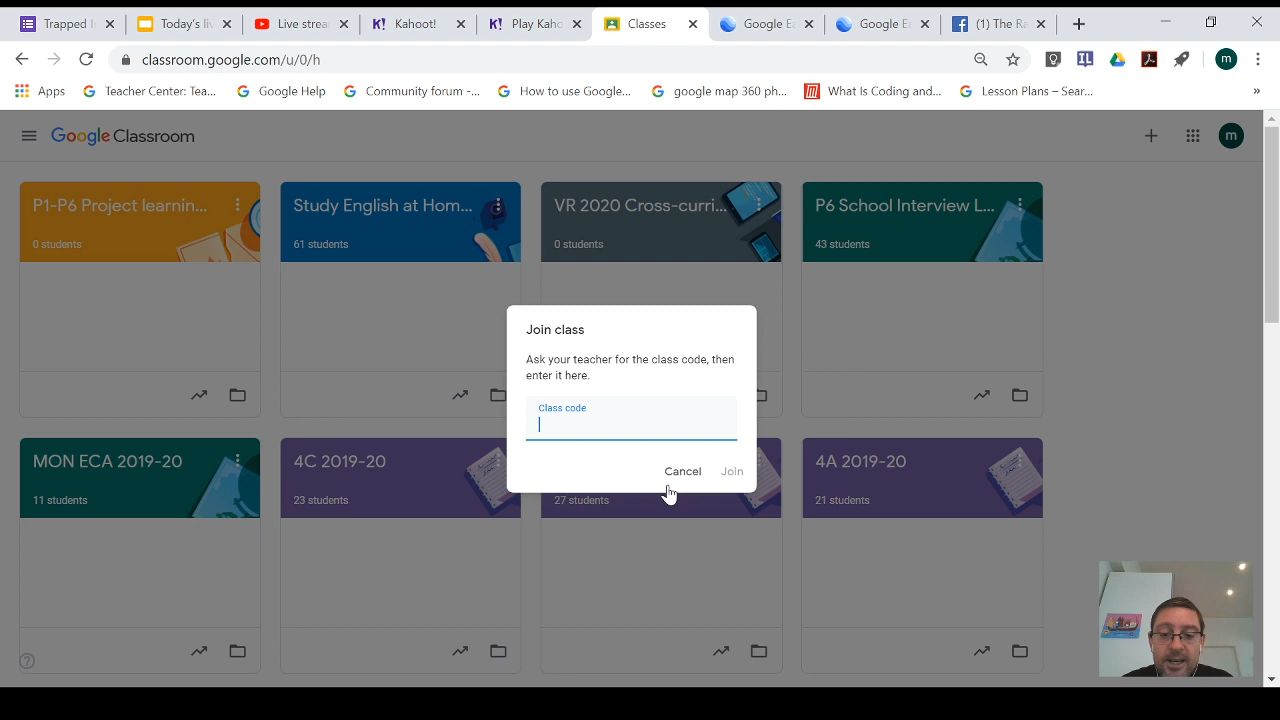 Trapped I
Today's liv
Live strea
K! Kahoot!
K! Play Kaho
Classes
Google Ea
Google Ea
(1) The Ra
classroom.google.com/u/0/h
IL
m
Apps
Teacher Center: Tea...
Google Help
Community forum -...
How to use Google...
google map 360 ph...
What Is Coding and...
Lesson Plans – Sear...
»
Google Classroom
m
P1-P6 Project learnin...
0 students
Study English at Hom...
61 students
VR 2020 Cross-curri...
0 students
P6 School Interview L...
43 students
Join class
Ask your teacher for the class code, then
enter it here.
Class code
Cancel
Join
MON ECA 2019-20
11 students
4C 2019-20
23 students
27 students
4A 2019-20
21 students